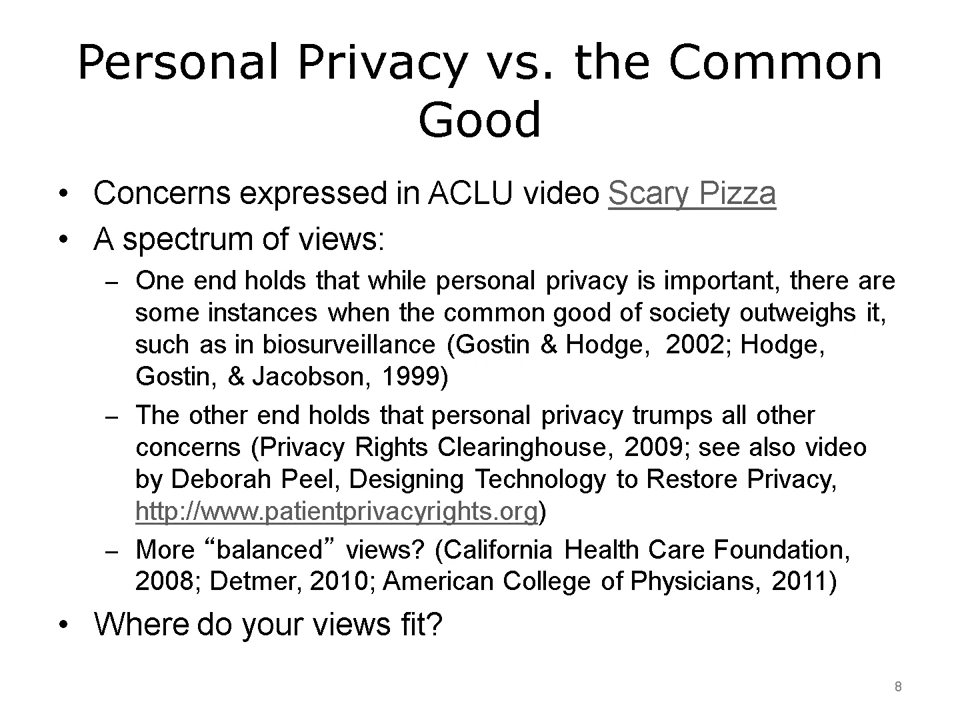 Personal Privacy vs. the Common
Good
• Concerns expressed in ACLU video Scary Pizza
• A spectrum of views:
– One end holds that while personal privacy is important, there are
some instances when the common good of society outweighs it,
such as in biosurveillance (Gostin & Hodge,  2002; Hodge,
Gostin, & Jacobson, 1999)
– The other end holds that personal privacy trumps all other
concerns (Privacy Rights Clearinghouse, 2009; see also video
by Deborah Peel, Designing Technology to Restore Privacy,
http://www.patientprivacyrights.org)
– More “balanced” views? (California Health Care Foundation,
2008; Detmer, 2010; American College of Physicians, 2011)
• Where do your views fit?
8